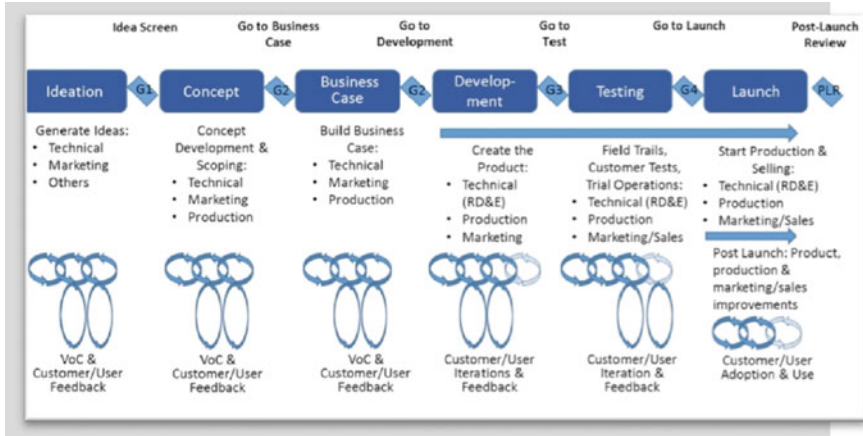 Idea Screen
Go to Business
Case
Go to
Development
Go to
Test
Go to Launch
Post-Launch
Review
Ideation
G1
Concept
G2
Business
Case
G2
Develop-
ment
G3
Testing
G4
Launch
PLR
Generate Ideas:
• Technical
• Marketing
• Others
Concept
Development &
Scoping:
• Technical
• Marketing
• Production
Build Business
Case:
• Technical
• Marketing
• Production
Create the
Product:
• Technical
(RD&E)
• Production
• Marketing
Field Trails,
Customer Tests,
Trial Operations:
• Technical (RD&E)
• Production
• Marketing/Sales
Start Production &
Selling:
• Technical (RD&E)
• Production
• Marketing/Sales
Post Launch: Product,
production &
marketing/sales
improvements
VoC &
Customer/User
Feedback
VoC &
Customer/User
Feedback
VoC &
Customer/User
Feedback
Customer/User
Iterations &
Feedback
Customer/User
Iteration &
Feedback
Customer/User
Adoption & Use